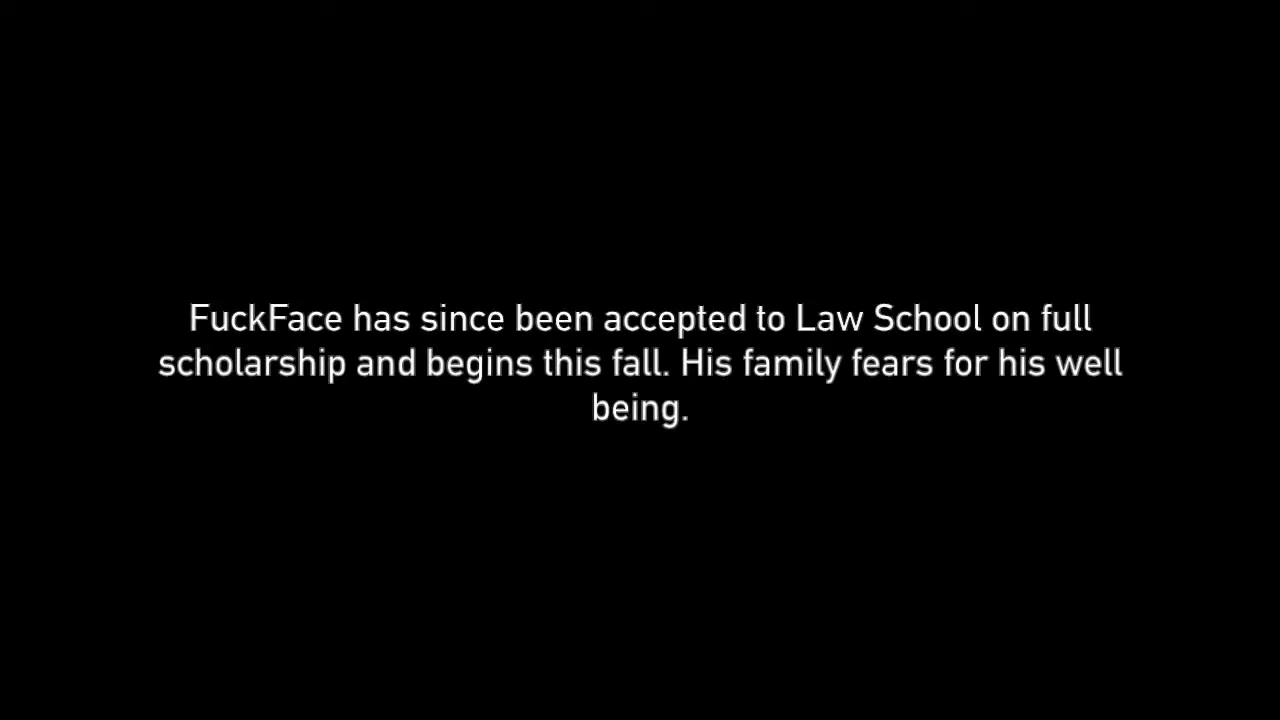 FuckFace has since been accepted to Law School on full
scholarship and begins this fall. His family fears for his well
being.